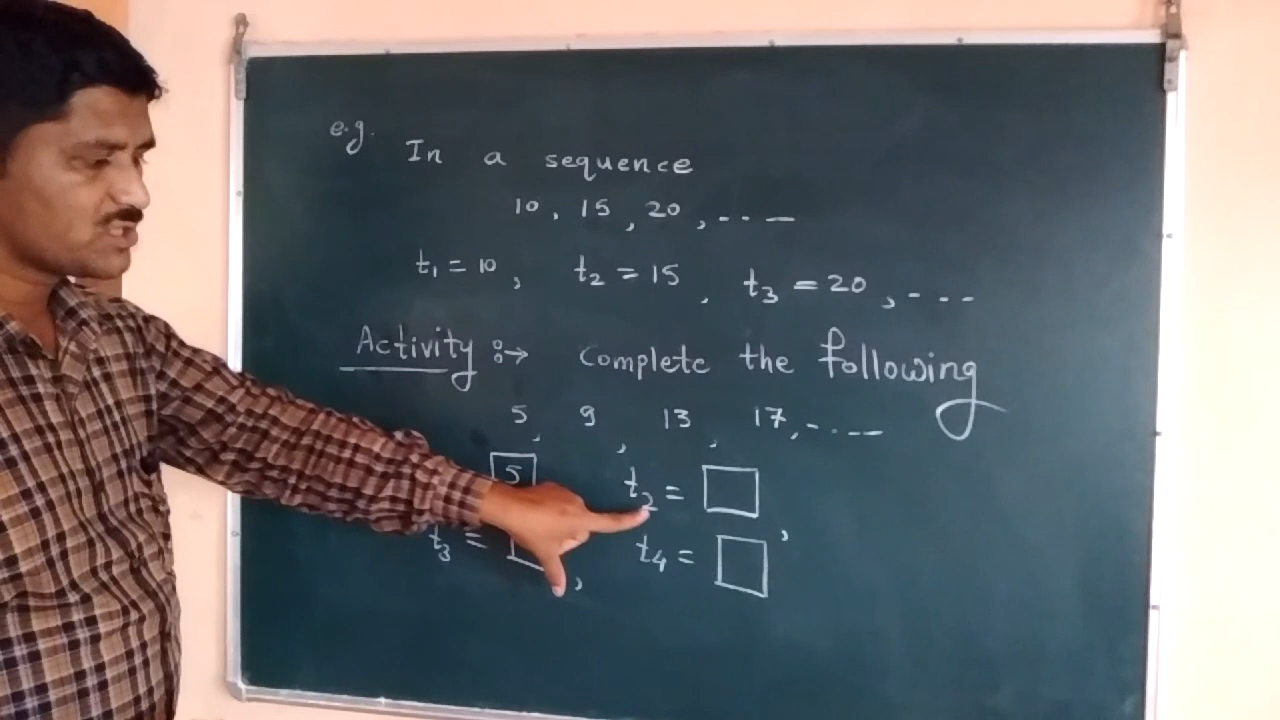 e.g. In a sequence
10, 15, 20, ....
t1 = 10, t2 = 15, t3 = 20, ....
Activity :→ Complete the following
5, 9, 13, 17, ....
5 t2 = □
t3 = □, t4 = □,